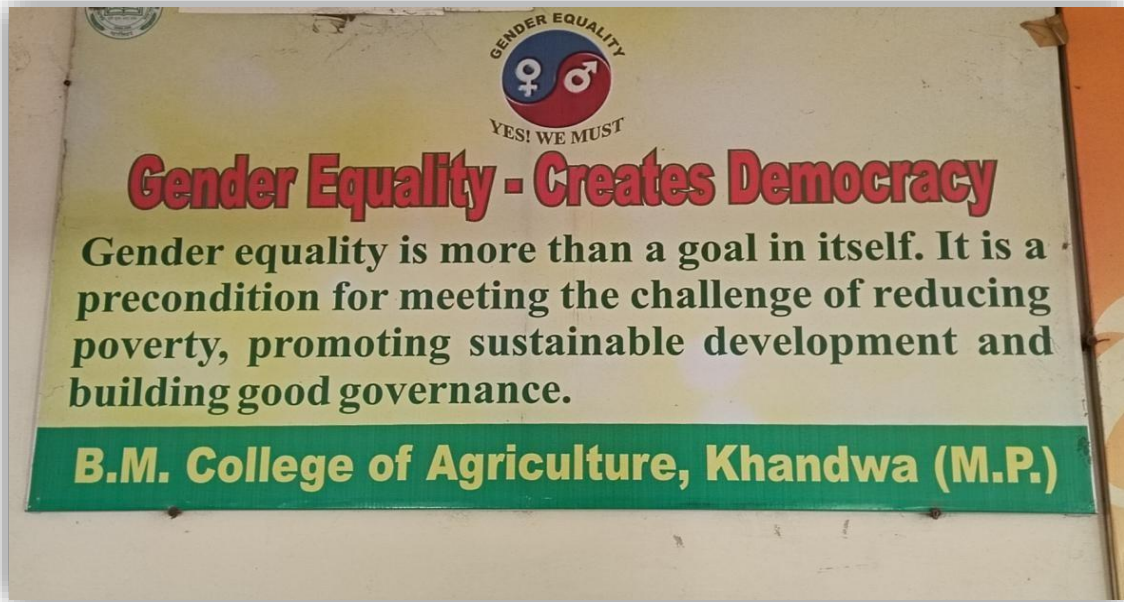 GENDER EQUALITY
YES! WE MUST
Gender Equality - Creates Democracy
Gender equality is more than a goal in itself. It is a
precondition for meeting the challenge of reducing
poverty, promoting sustainable development and
building good governance.
B.M. College of Agriculture, Khandwa (M.P.)